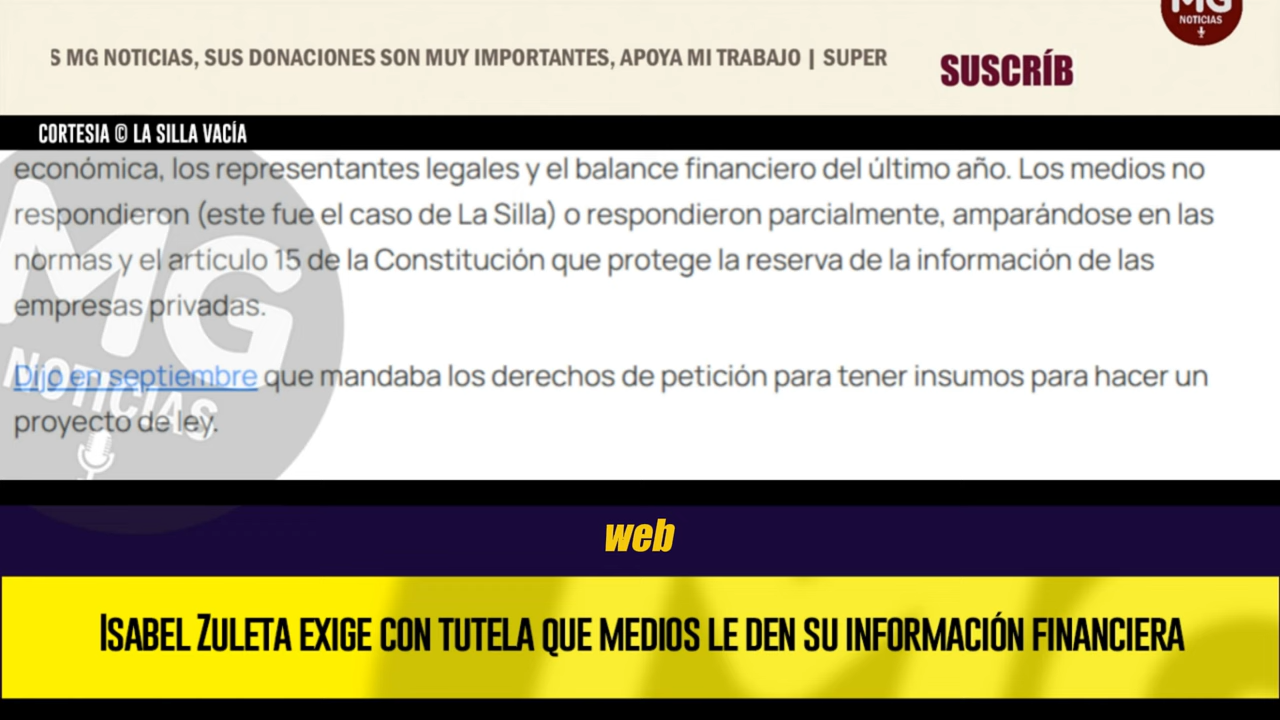 MG
NOTICIAS
S MG NOTICIAS, SUS DONACIONES SON MUY IMPORTANTES, APOYA MI TRABAJO | SUPER
SUSCRÍB
CORTESIA © LA SILLA VACÍA
económica, los representantes legales y el balance financiero del último año. Los medios no
respondieron (este fue el caso de La Silla) o respondieron parcialmente, amparándose en las
normas y el artículo 15 de la Constitución que protege la reserva de la información de las
empresas privadas.
Dijo en septiembre que mandaba los derechos de petición para tener insumos para hacer un
proyecto de ley.
MG
NOTICIAS
web
ISABEL ZULETA EXIGE CON TUTELA QUE MEDIOS LE DEN SU INFORMACIÓN FINANCIERA